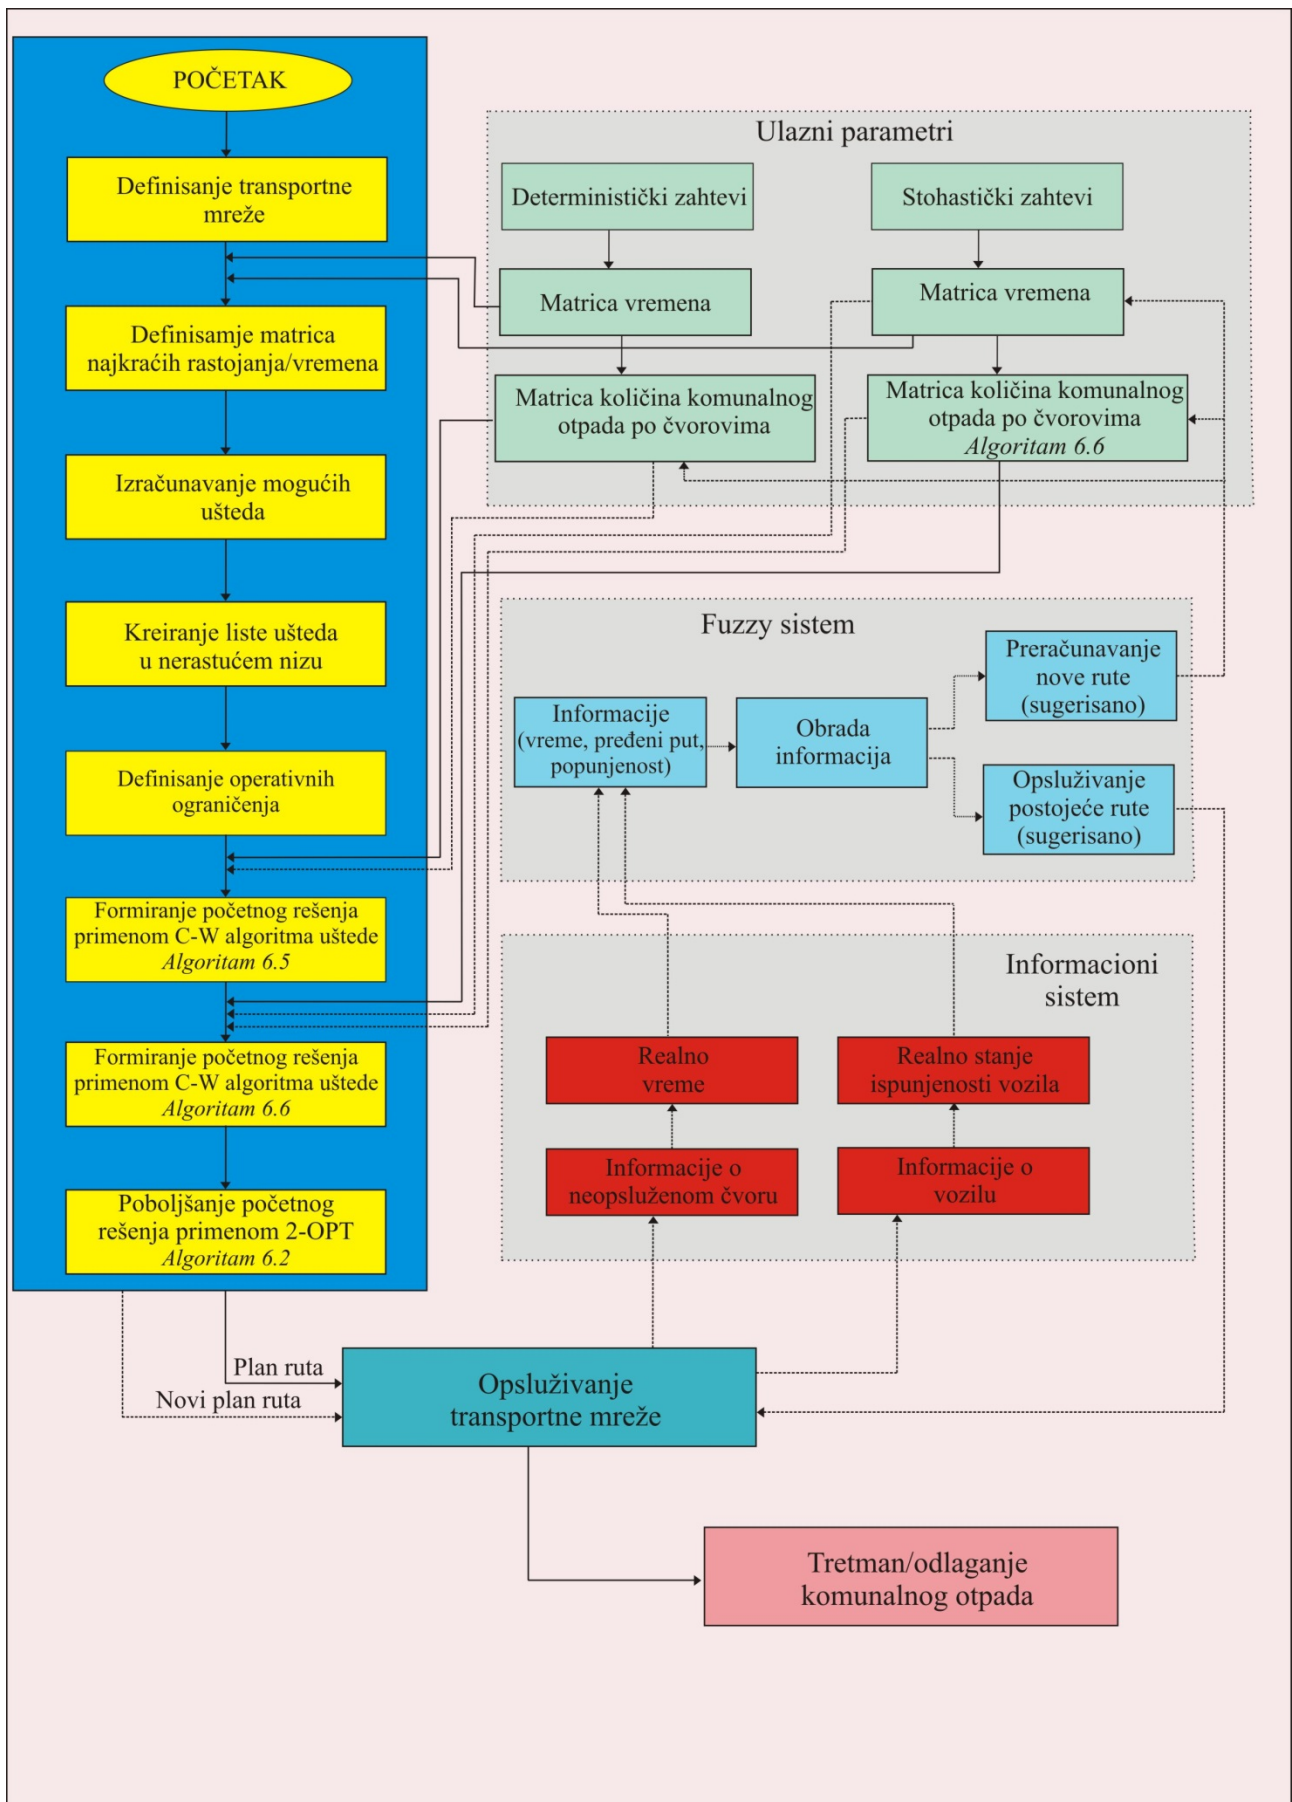 POČETAK
Definisanje transportne
mreže
Definisamje matrica
najkraćih rastojanja/vremena
Izračunavanje mogućih
ušteda
Kreiranje liste ušteda
u nerastućem nizu
Definisanje operativnih
ograničenja
Formiranje početnog rešenja
primenom C-W algoritma uštede
Algoritam 6.5
Formiranje početnog rešenja
primenom C-W algoritma uštede
Algoritam 6.6
Poboljšanje početnog
rešenja primenom 2-OPT
Algoritam 6.2
Ulazni parametri
Deterministički zahtevi
Stohastički zahtevi
Matrica vremena
Matrica vremena
Matrica količina komunalnog
otpada po čvorovima
Matrica količina komunalnog
otpada po čvorovima
Algoritam 6.6
Fuzzy sistem
Informacije
(vreme, pređeni put,
popunjenost)
Obrada
informacija
Preračunavanje
nove rute
(sugerisano)
Opsluživanje
postojeće rute
(sugerisano)
Informacioni
sistem
Realno
vreme
Realno stanje
ispunjenosti vozila
Informacije o
neopsluženom čvoru
Informacije o
vozilu
Plan ruta
Novi plan ruta
Opsluživanje
transportne mreže
Tretman/odlaganje
komunalnog otpada